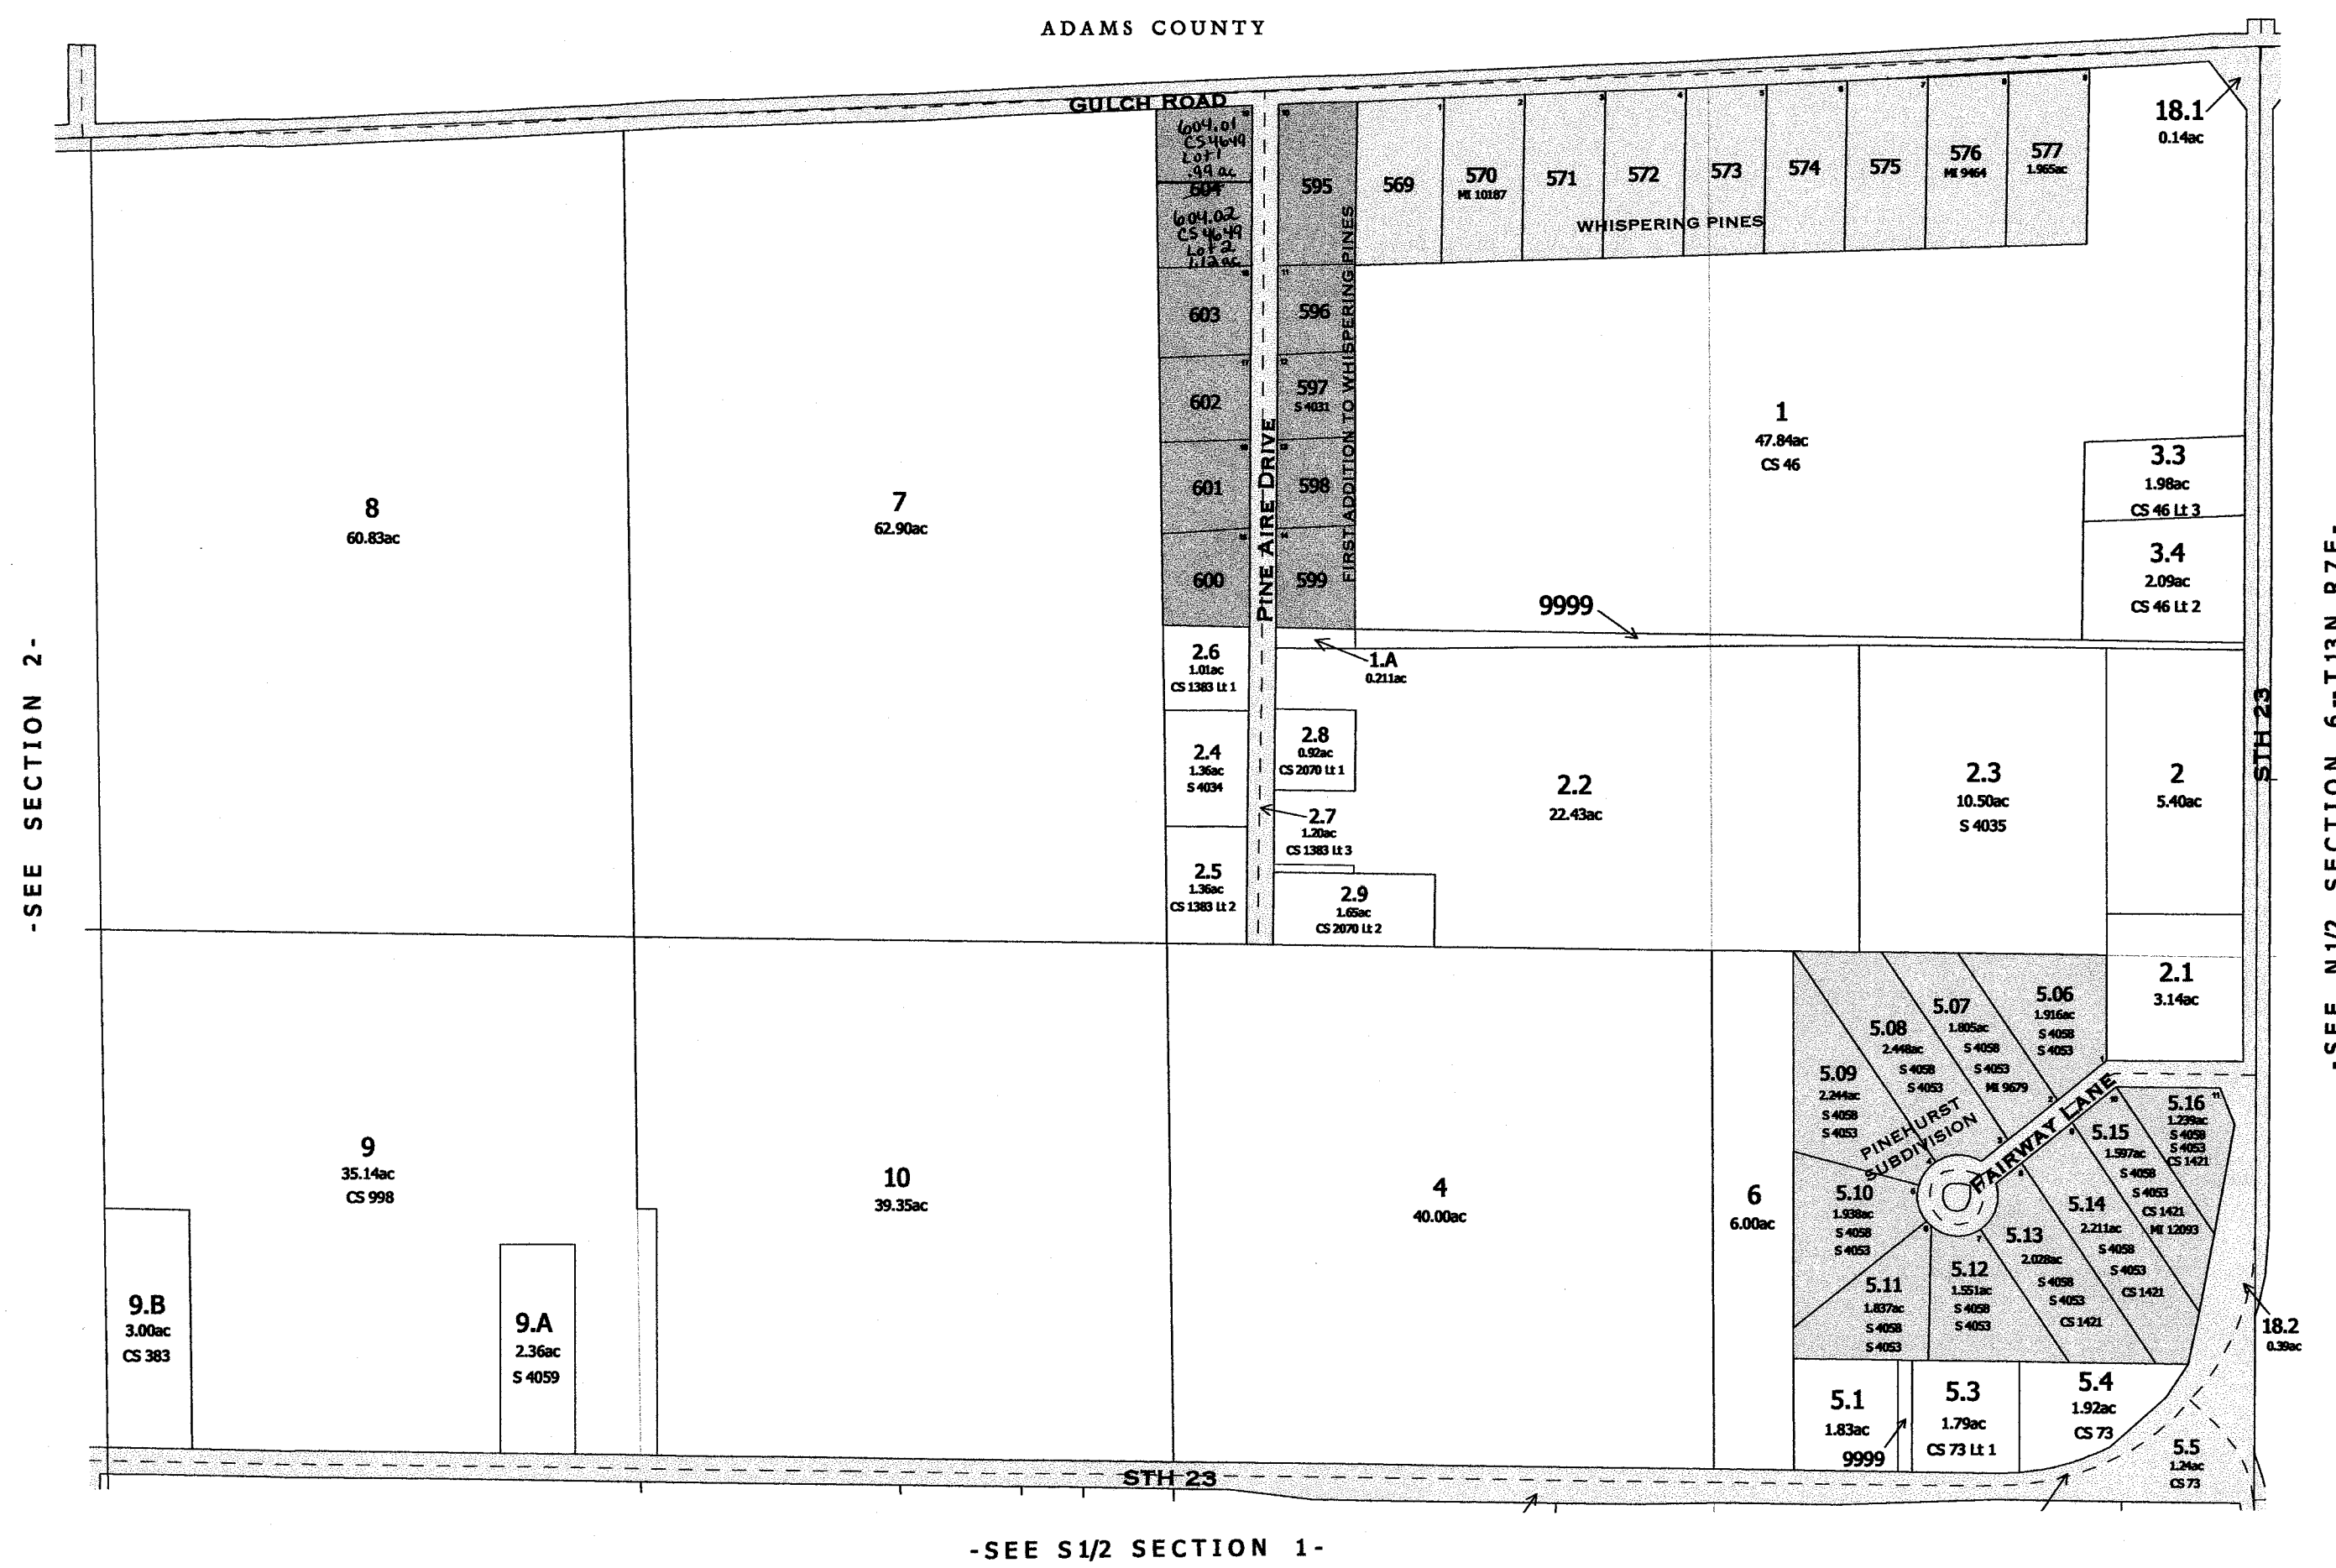 ADAMS COUNTY
GULCH ROAD
18.1
0.14ac
604.01
CS 4649
Lot 1
.99 ac
604
604.02
CS 4649
Lot 2
1.12 ac
595
569
570
MI 10187
571
572
573
574
575
576
MI 9464
577
1.965ac
WHISPERING PINES
FIRST ADDITION TO WHISPERING PINES
PINE AIRE DRIVE
603
596
602
597
S 4031
601
598
600
599
8
60.83ac
7
62.90ac
1
47.84ac
CS 46
3.3
1.98ac
CS 46 Lt 3
3.4
2.09ac
CS 46 Lt 2
9999
1.A
0.211ac
2.6
1.01ac
CS 1383 Lt 1
2.4
1.36ac
S 4034
2.5
1.36ac
CS 1383 Lt 2
2.8
0.92ac
CS 2070 Lt 1
2.7
1.20ac
CS 1383 Lt 3
2.9
1.65ac
CS 2070 Lt 2
2.2
22.43ac
2.3
10.50ac
S 4035
2
5.40ac
2.1
3.14ac
STH 23
-SEE SECTION 2-
-SEE N1/2 SECTION 6-T13N R7E-
9
35.14ac
CS 998
9.B
3.00ac
CS 383
9.A
2.36ac
S 4059
10
39.35ac
4
40.00ac
6
6.00ac
5.06
1.916ac
S 4058
S 4053
5.07
1.805ac
S 4058
S 4053
MI 9679
5.08
2.448ac
S 4058
S 4053
5.09
2.244ac
S 4058
S 4053
PINEHURST
SUBDIVISION
FAIRWAY LANE
5.10
1.938ac
S 4058
S 4053
5.11
1.837ac
S 4058
S 4053
5.12
1.551ac
S 4058
S 4053
5.13
2.028ac
S 4058
S 4053
CS 1421
5.14
2.211ac
S 4058
S 4053
CS 1421
5.15
1.597ac
S 4058
S 4053
CS 1421
MI 12093
5.16
1.239ac
S 4058
S 4053
CS 1421
18.2
0.39ac
5.1
1.83ac
9999
5.3
1.79ac
CS 73 Lt 1
5.4
1.92ac
CS 73
5.5
1.24ac
CS 73
STH 23
-SEE S1/2 SECTION 1-